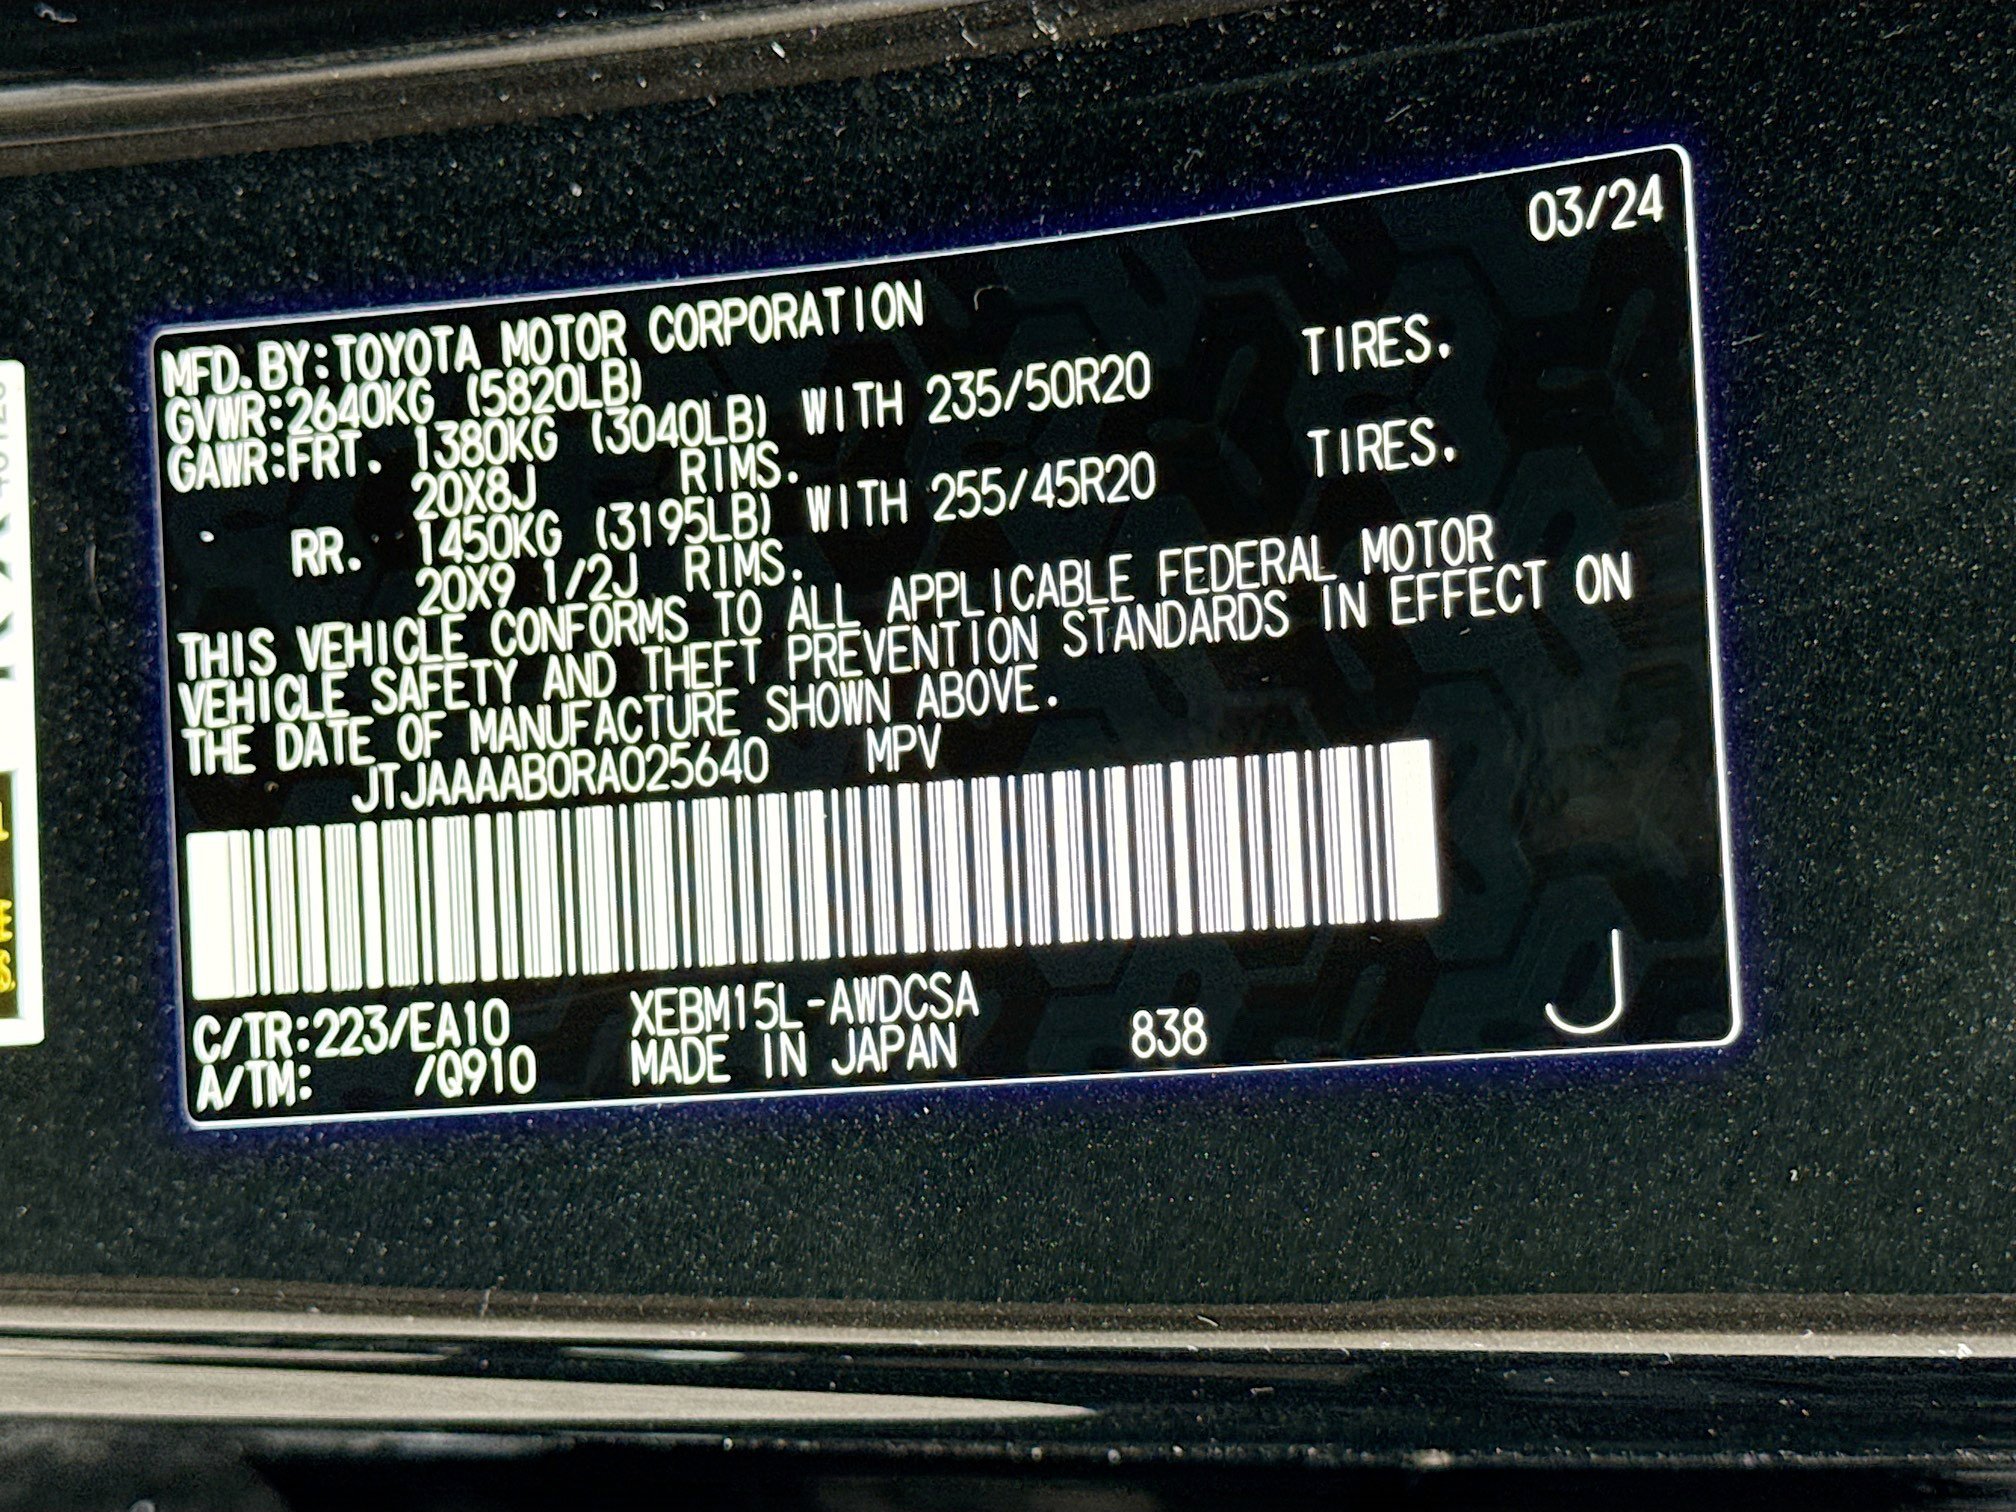 03/24
MFD.BY:TOYOTA MOTOR CORPORATION
GVWR:2640KG (5820LB)
GAWR:FRT. 1380KG (3040LB) WITH 235/50R20 TIRES.
20X8J RIMS.
RR. 1450KG (3195LB) WITH 255/45R20 TIRES.
20X9 1/2J RIMS.
THIS VEHICLE CONFORMS TO ALL APPLICABLE FEDERAL MOTOR
VEHICLE SAFETY AND THEFT PREVENTION STANDARDS IN EFFECT ON
THE DATE OF MANUFACTURE SHOWN ABOVE.
JTJAAAAB0RA025640 MPV
C/TR:223/EA10 XEBM15L-AWDCSA
A/TM: /Q910 MADE IN JAPAN 838 J